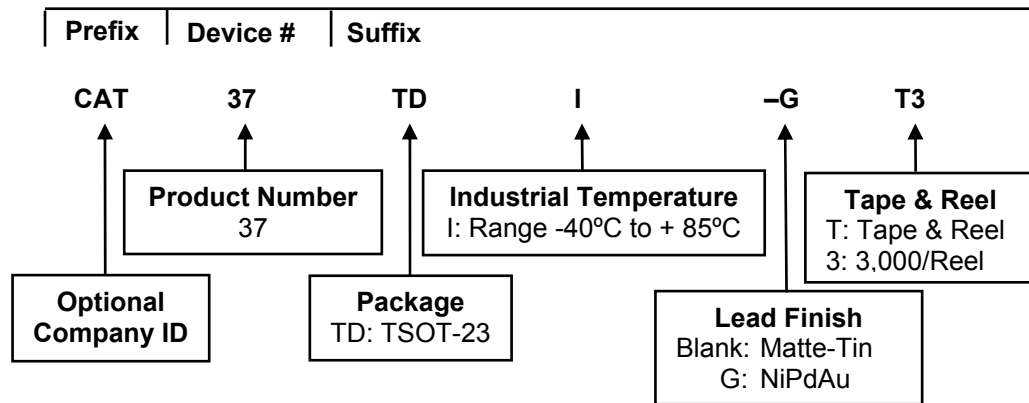 Prefix Device # Suffix
CAT 37 TD I –G T3
Product Number
37
Industrial Temperature
I: Range -40ºC to + 85ºC
Tape & Reel
T: Tape & Reel
3: 3,000/Reel
Optional
Company ID
Package
TD: TSOT-23
Lead Finish
Blank: Matte-Tin
G: NiPdAu